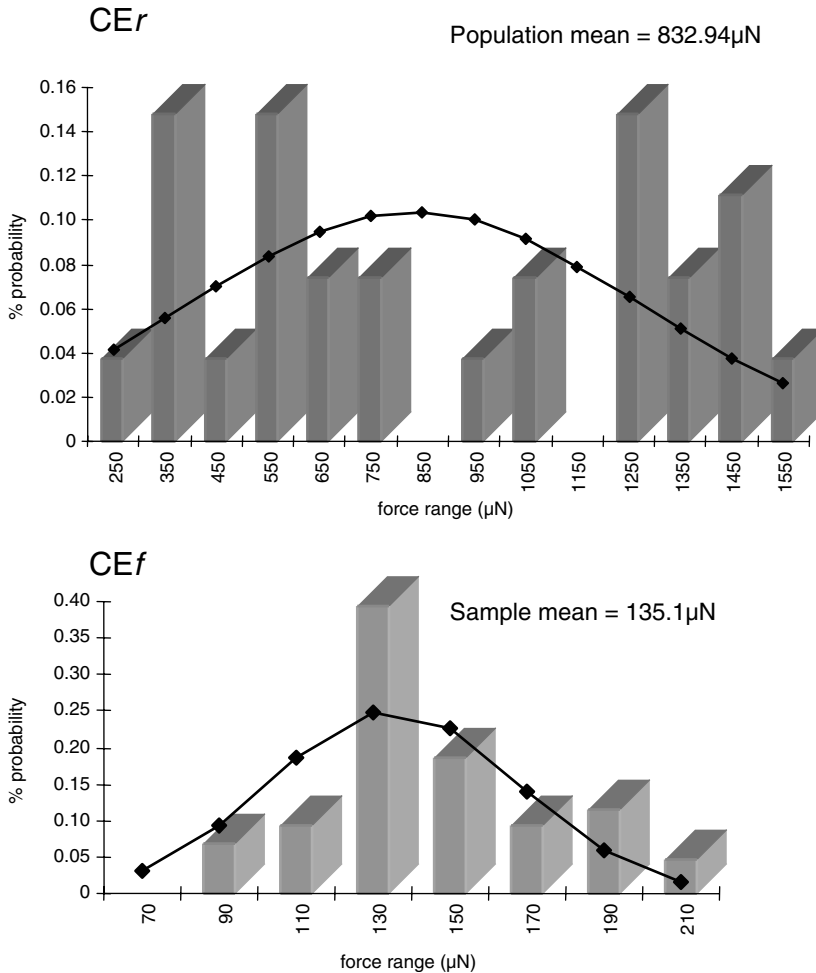 CEr
Population mean = 832.94µN
% probability
0.16
0.14
0.12
0.10
0.08
0.06
0.04
0.02
0
250 350 450 550 650 750 850 950 1050 1150 1250 1350 1450 1550
force range (µN)
CEf
Sample mean = 135.1µN
% probability
0.40
0.35
0.30
0.25
0.20
0.15
0.10
0.05
0
70 90 110 130 150 170 190 210
force range (µN)